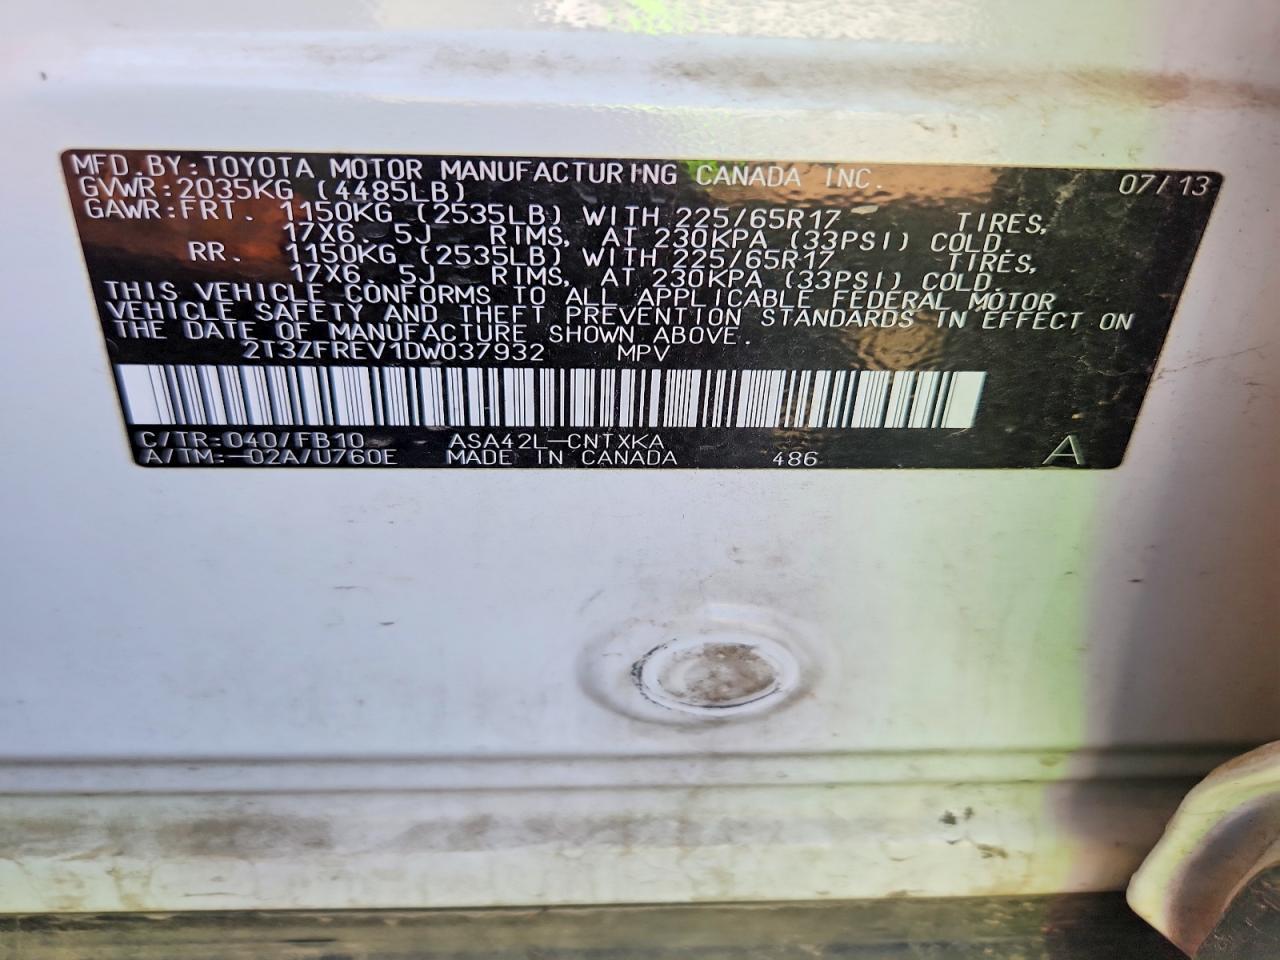 MFD. BY: TOYOTA MOTOR MANUFACTURING CANADA INC. 07/13
GVWR: 2035KG (4485LB)
GAWR: FRT. 1150KG (2535LB) WITH 225/65R17 TIRES,
17X6. 5J RIMS, AT 230KPA (33PSI) COLD.
RR. 1150KG (2535LB) WITH 225/65R17 TIRES,
17X6. 5J RIMS, AT 230KPA (33PSI) COLD.
THIS VEHICLE CONFORMS TO ALL APPLICABLE FEDERAL MOTOR
VEHICLE SAFETY AND THEFT PREVENTION STANDARDS IN EFFECT ON
THE DATE OF MANUFACTURE SHOWN ABOVE.
2T3ZFREV1DW037932 MPV
C/TR: 040/FB10 ASA42L-CNTXKA
A/TM: -02A/U760E MADE IN CANADA 486 A